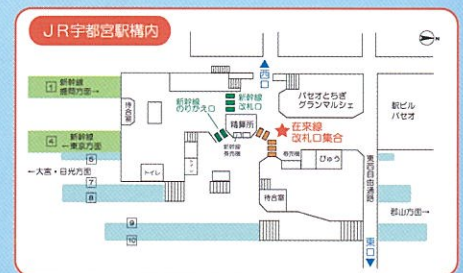 JR宇都宮駅構内
▲西口
1 新幹線
盛岡方面→
待合室
新幹線
のりかえ口
新幹線
改札口
精算所
パセオとちぎ
グランマルシェ
駅ビル
パセオ
★在来線
改札口集合
4 新幹線
←東京方面
5
←大宮・日光方面
7
8
トイレ
新幹線
券売機
券売機
びゅう
待合室
東西自由通路
郡山方面→
9
10
東口▼